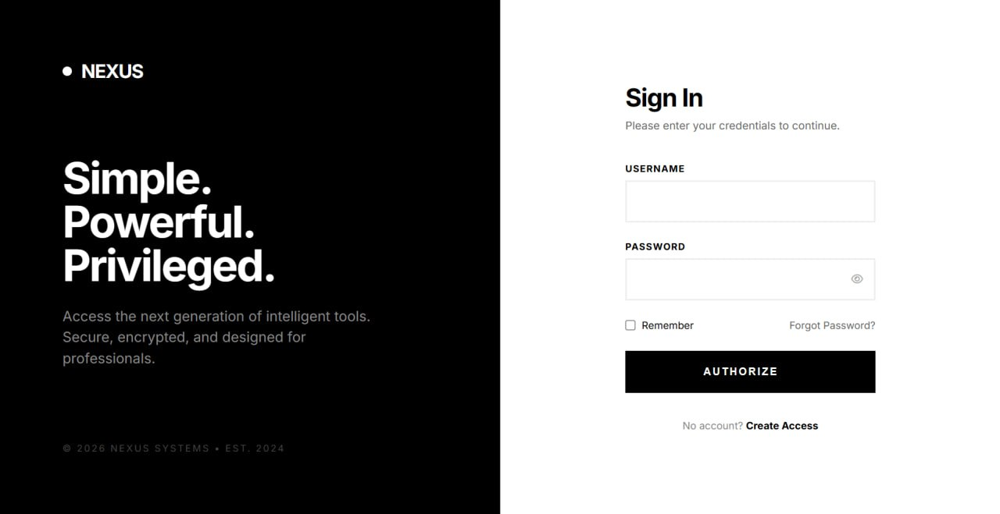 NEXUS
Simple.
Powerful.
Privileged.
Access the next generation of intelligent tools.
Secure, encrypted, and designed for
professionals.
© 2026 NEXUS SYSTEMS • EST. 2024
Sign In
Please enter your credentials to continue.
USERNAME
PASSWORD
Remember
Forgot Password?
AUTHORIZE
No account? Create Access